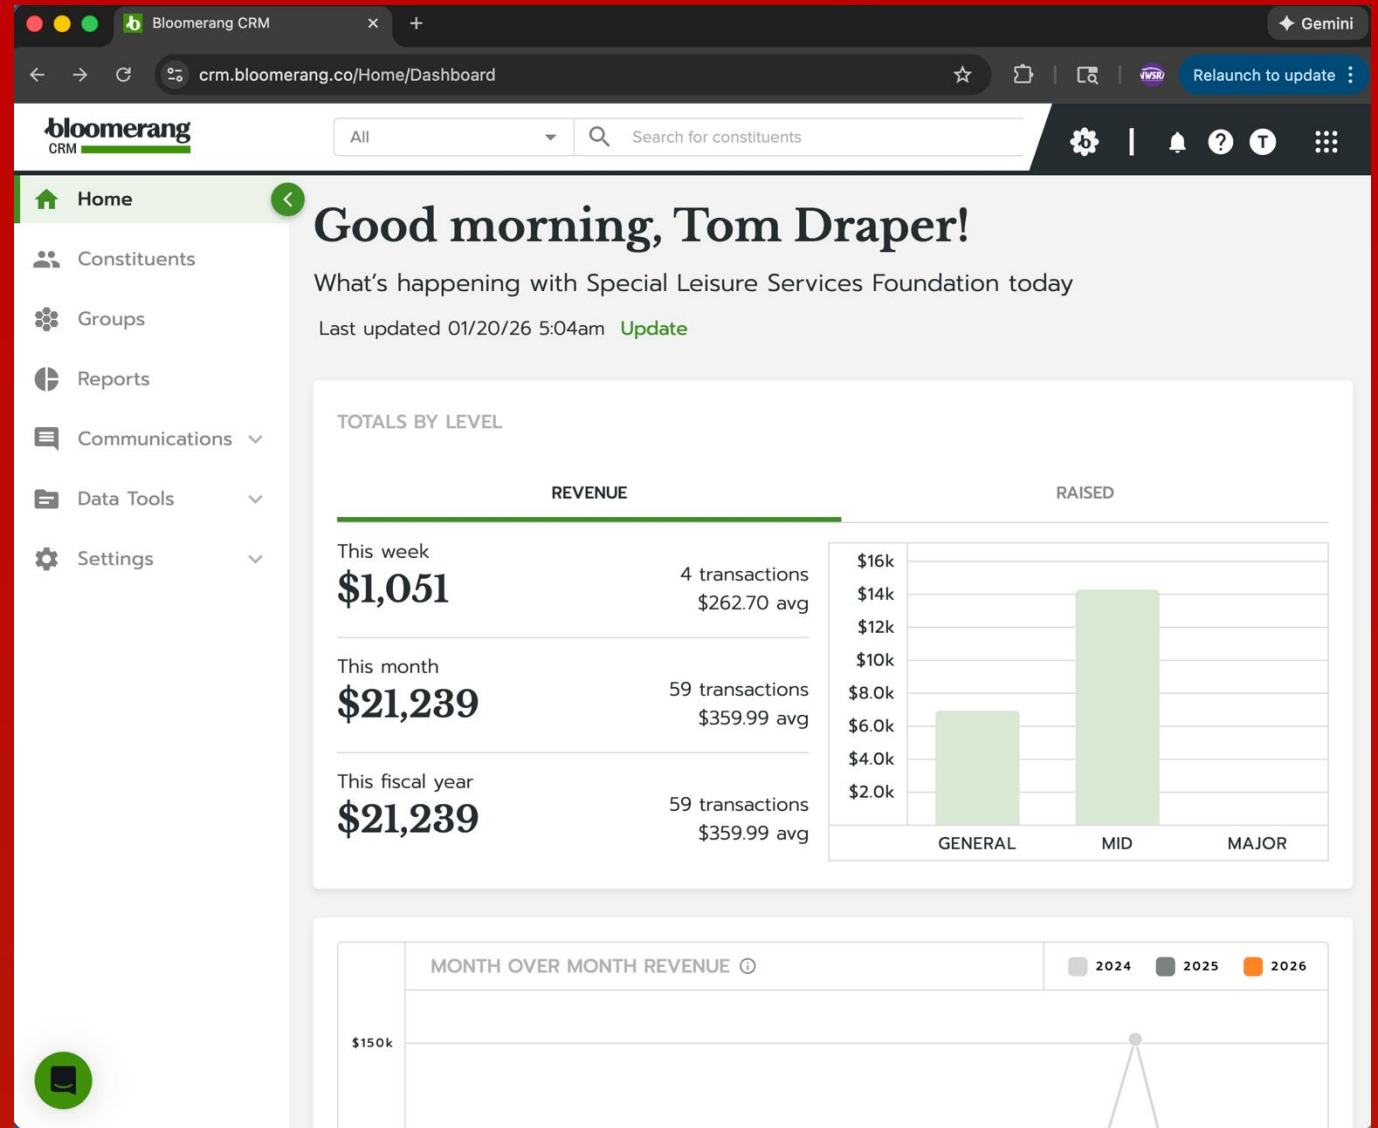 Bloomerang CRM
Gemini
crm.bloomerang.co/Home/Dashboard
NWSRA
Relaunch to update
bloomerang
CRM
All
Search for constituents
T
Home
Constituents
Groups
Reports
Communications
Data Tools
Settings
Good morning, Tom Draper!
What's happening with Special Leisure Services Foundation today
Last updated 01/20/26 5:04am Update
TOTALS BY LEVEL
REVENUE
RAISED
This week
$1,051
4 transactions
$262.70 avg
This month
$21,239
59 transactions
$359.99 avg
This fiscal year
$21,239
59 transactions
$359.99 avg
$16k
$14k
$12k
$10k
$8.0k
$6.0k
$4.0k
$2.0k
GENERAL MID MAJOR
MONTH OVER MONTH REVENUE
2024 2025 2026
$150k